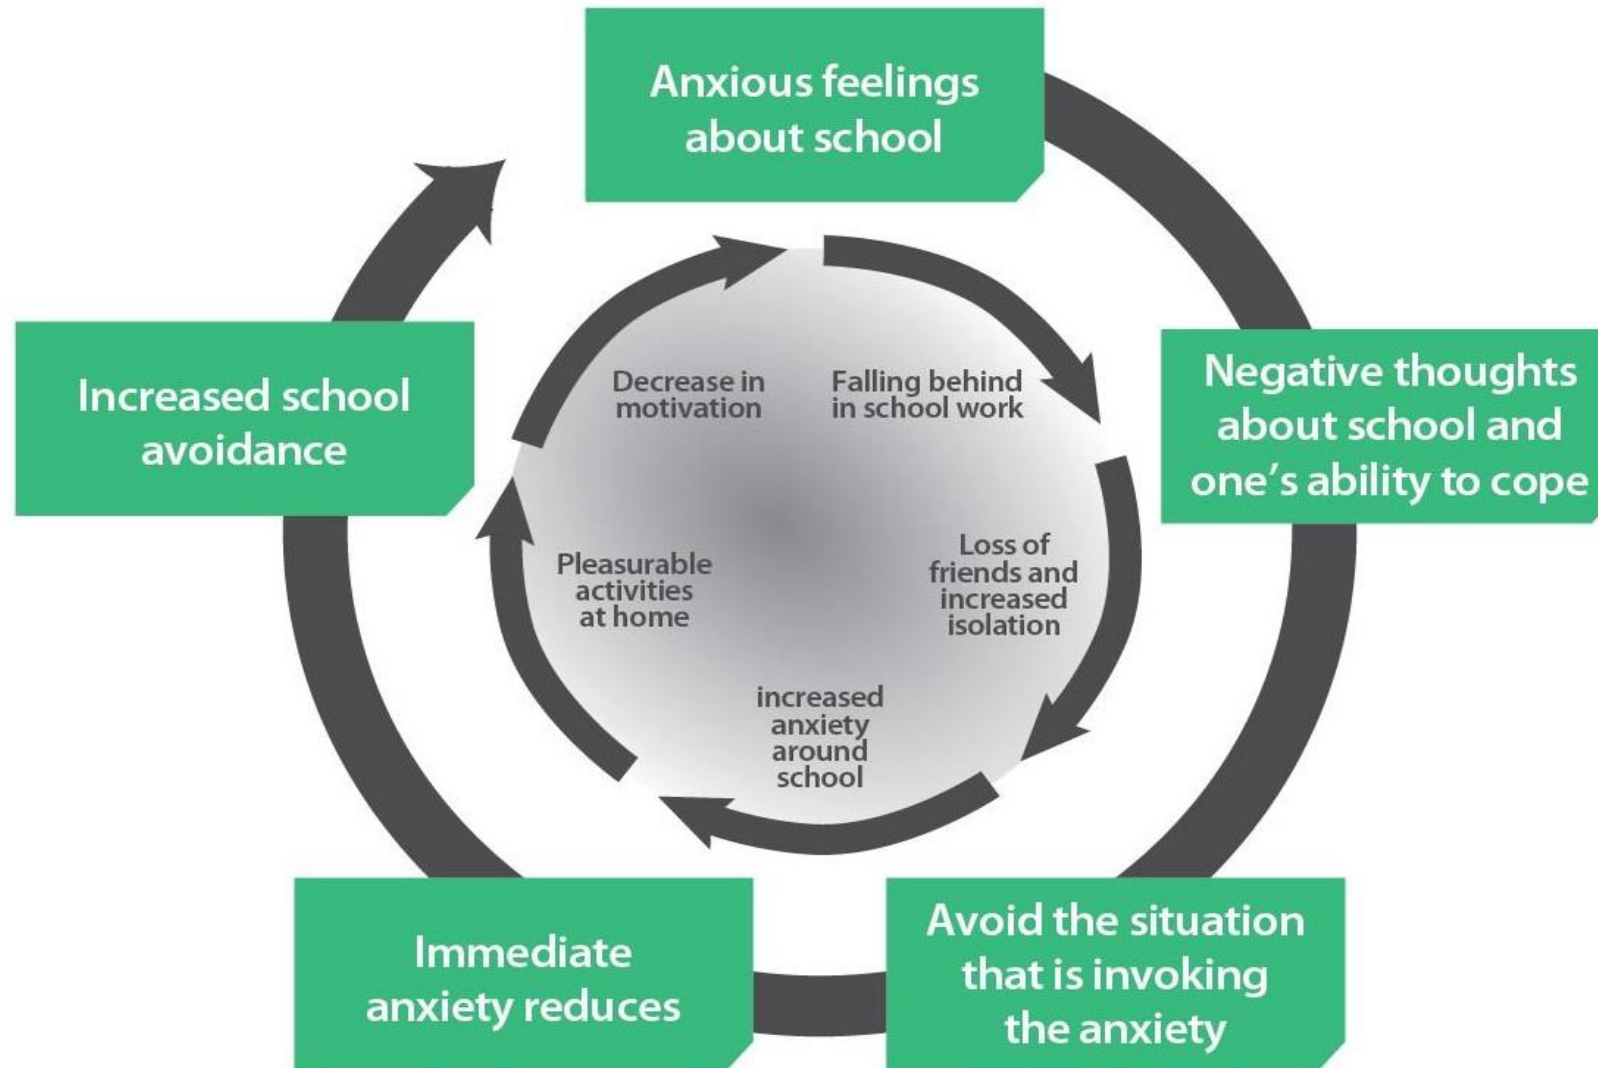 Anxious feelings
about school
Negative thoughts
about school and
one's ability to cope
Avoid the situation
that is invoking
the anxiety
Immediate
anxiety reduces
Increased school
avoidance
Falling behind
in school work
Loss of
friends and
increased
isolation
increased
anxiety
around
school
Pleasurable
activities
at home
Decrease in
motivation